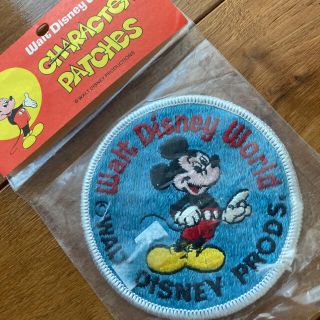 Walt Disney
CHARACTER
PATCHES
© WALT DISNEY PRODUCTIONS
Walt Disney World
© WALT DISNEY PRODS.